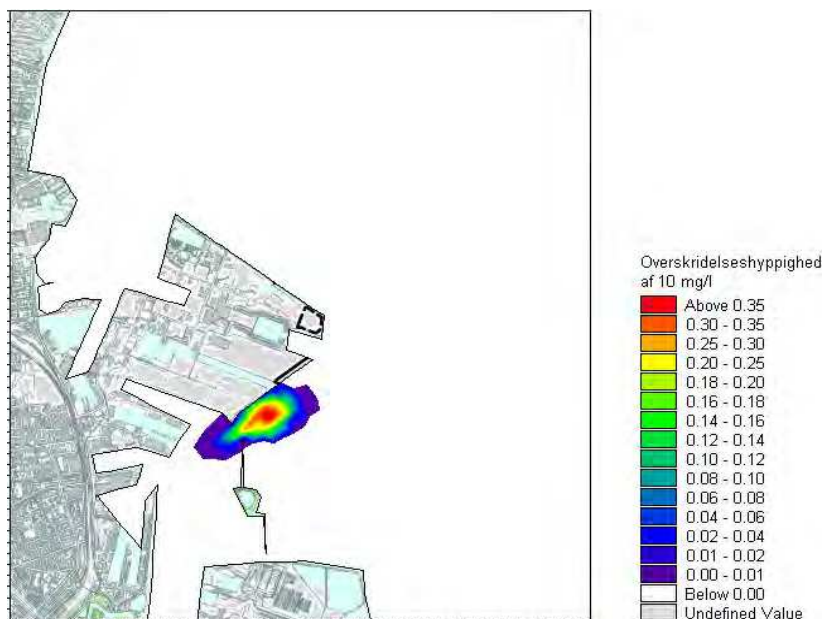 Overskridelseshyppighed
af 10 mg/l
Above 0.35
0.30 - 0.35
0.25 - 0.30
0.20 - 0.25
0.18 - 0.20
0.16 - 0.18
0.14 - 0.16
0.12 - 0.14
0.10 - 0.12
0.08 - 0.10
0.06 - 0.08
0.04 - 0.06
0.02 - 0.04
0.01 - 0.02
0.00 - 0.01
Below 0.00
Undefined Value